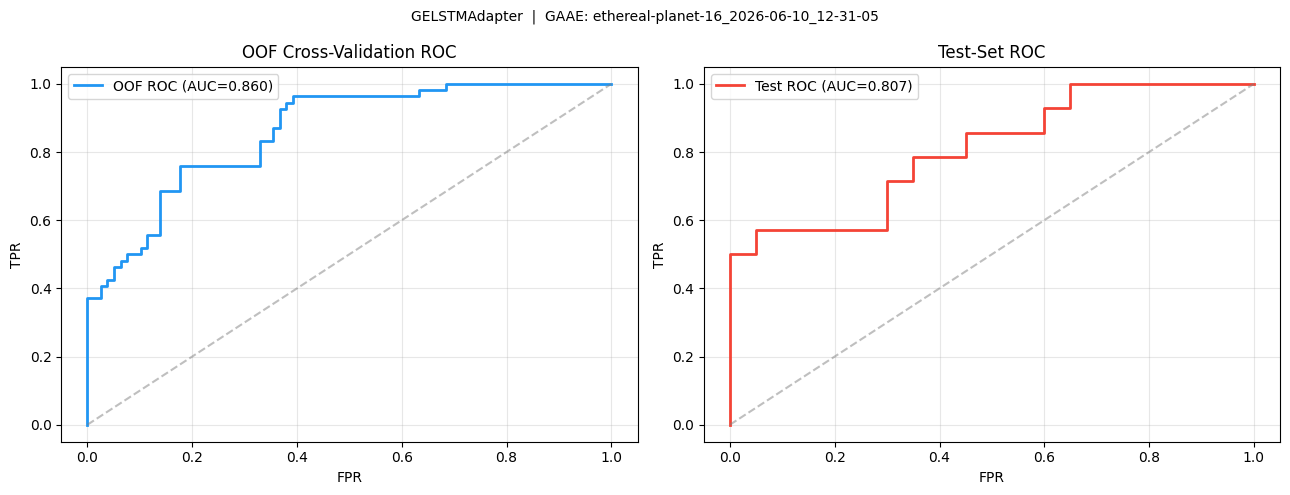 GELSTMAdapter | GAAE: ethereal-planet-16_2026-06-10_12-31-05
OOF Cross-Validation ROC
OOF ROC (AUC=0.860)
TPR
1.0
0.8
0.6
0.4
0.2
0.0
0.0 0.2 0.4 0.6 0.8 1.0
FPR
Test-Set ROC
Test ROC (AUC=0.807)
TPR
1.0
0.8
0.6
0.4
0.2
0.0
0.0 0.2 0.4 0.6 0.8 1.0
FPR